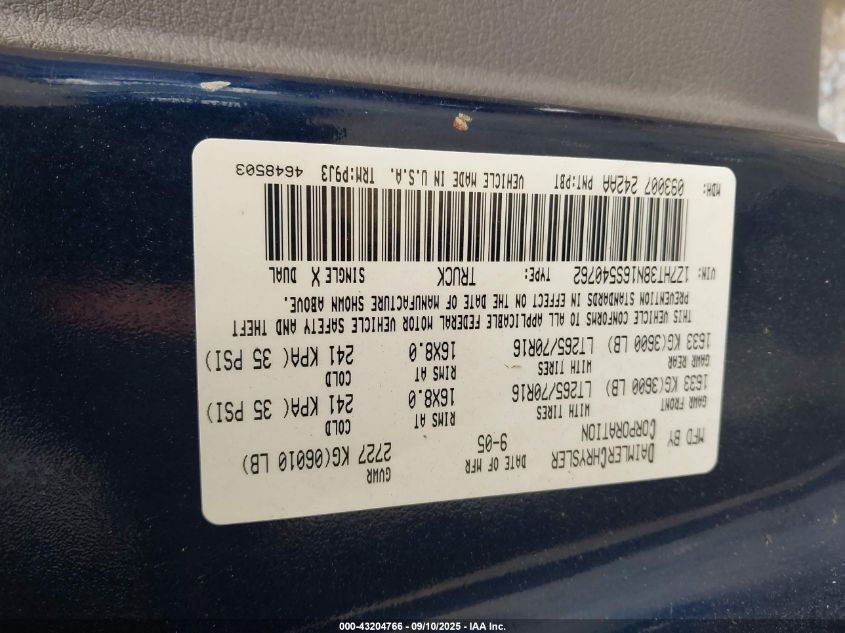 MFD BY DAIMLERCHRYSLER CORPORATION DATE OF MFR 9-05 GVWR 2727 KG(06010 LB)
GAWR FRONT 1633 KG(3600 LB) WITH TIRES LT265/70R16 RIMS AT 16X8.0 COLD 241 KPA( 35 PSI)
GAWR REAR 1633 KG(3600 LB) WITH TIRES LT265/70R16 RIMS AT 16X8.0 COLD 241 KPA( 35 PSI)
THIS VEHICLE CONFORMS TO ALL APPLICABLE FEDERAL MOTOR VEHICLE SAFETY AND THEFT
PREVENTION STANDARDS IN EFFECT ON THE DATE OF MANUFACTURE SHOWN ABOVE.
VIN: 1Z7HT38N16S540762 TYPE: TRUCK SINGLE X DUAL
MDH: 093007 242AA PNT:PBT VEHICLE MADE IN U.S.A. TRM:P9J3 4648503
000-43204766 - 09/10/2025 - IAA Inc.